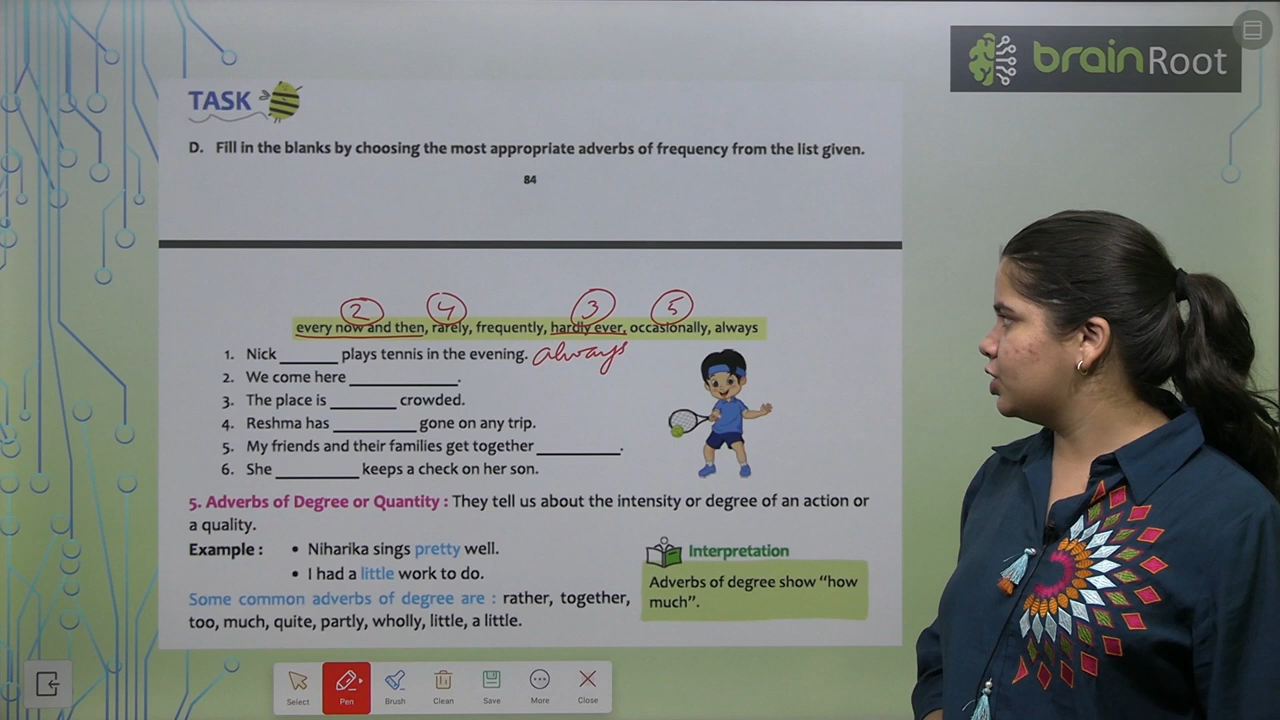 brainRoot
TASK
D. Fill in the blanks by choosing the most appropriate adverbs of frequency from the list given.
84
2 4 3 5
every now and then, rarely, frequently, hardly ever, occasionally, always
1. Nick ______ plays tennis in the evening. always
2. We come here ___________.
3. The place is _______ crowded.
4. Reshma has _________ gone on any trip.
5. My friends and their families get together _________.
6. She _________ keeps a check on her son.
5. Adverbs of Degree or Quantity : They tell us about the intensity or degree of an action or
a quality.
Example : • Niharika sings pretty well.
• I had a little work to do.
Some common adverbs of degree are : rather, together,
too, much, quite, partly, wholly, little, a little.
Interpretation
Adverbs of degree show “how
much”.
Select Pen Brush Clean Save More Close